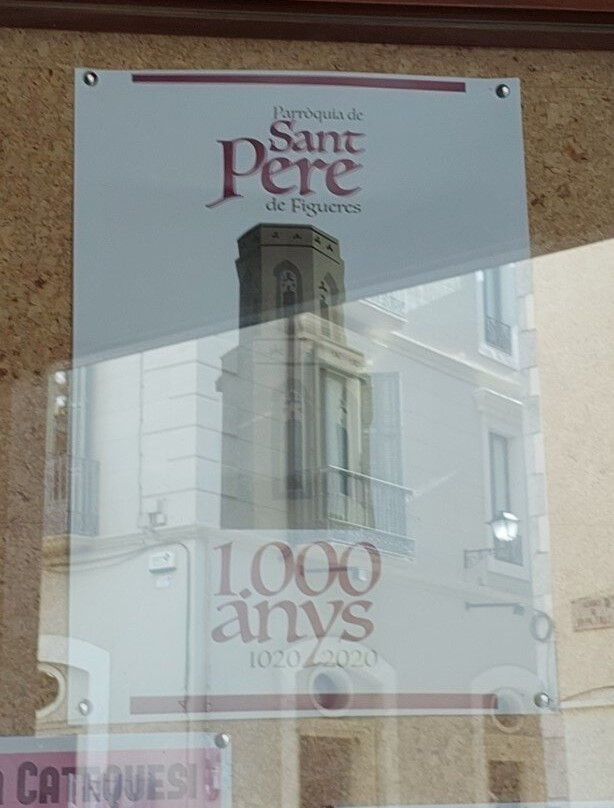 Parròquia de
Sant
Pere
de Figueres
1.000
anys
1020 / 2020
CATEQUESI